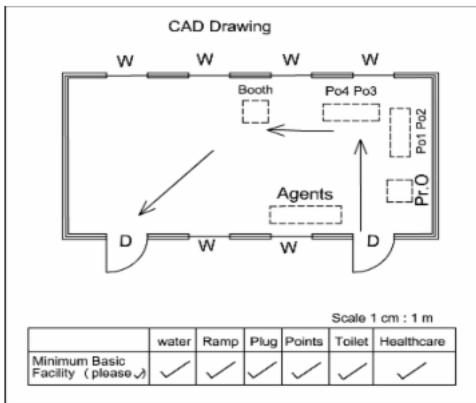 CAD Drawing
W W W W
Booth Po4 Po3
Po1 Po2
Pr.O
Agents
D W W D
Scale 1 cm : 1 m
water Ramp Plug Points Toilet Healthcare
Minimum Basic
Facility ( please ✓) ✓ ✓ ✓ ✓ ✓ ✓